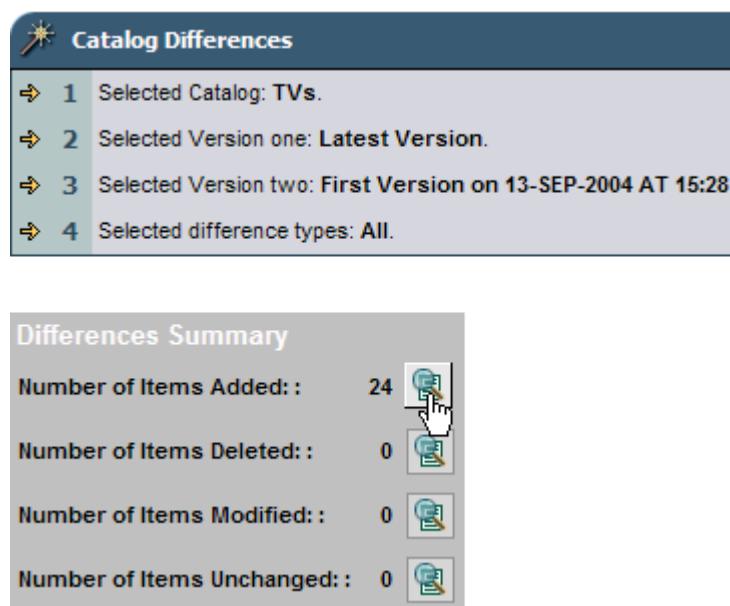 Catalog Differences
1 Selected Catalog: TVs.
2 Selected Version one: Latest Version.
3 Selected Version two: First Version on 13-SEP-2004 AT 15:28
4 Selected difference types: All.
Differences Summary
Number of Items Added: : 24
Number of Items Deleted: : 0
Number of Items Modified: : 0
Number of Items Unchanged: : 0